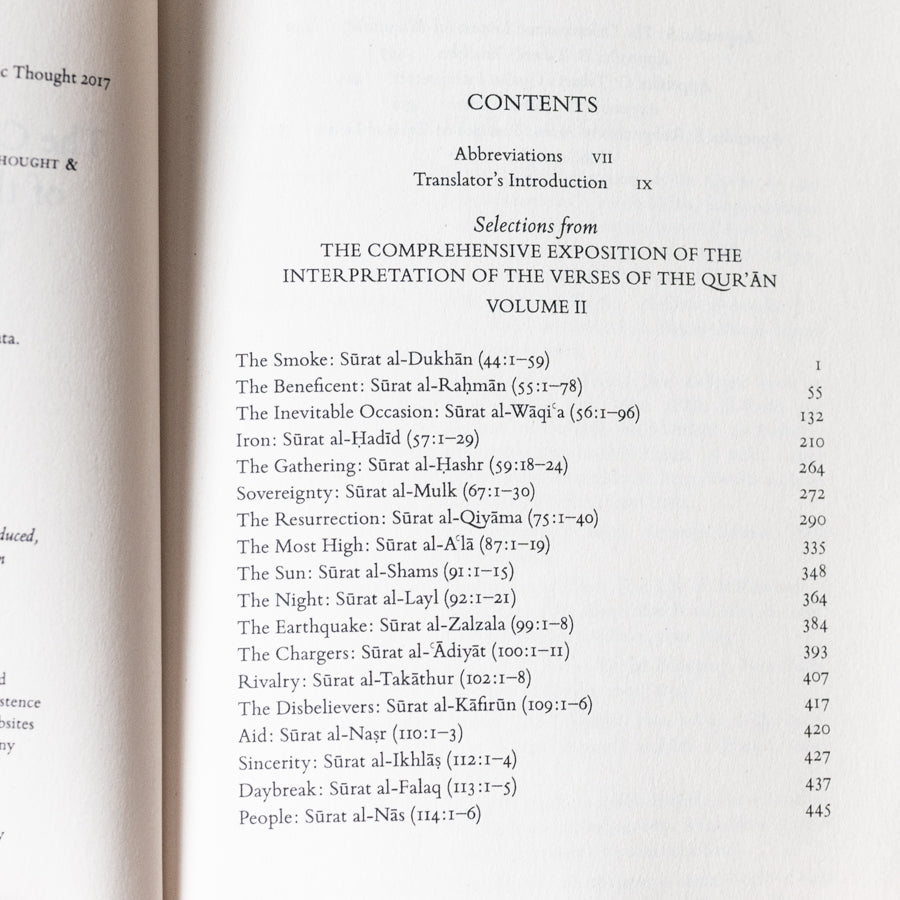 c Thought 2017
HOUGHT &
ta.
duced,
d
stence
bsites
ny
CONTENTS
Abbreviations VII
Translator's Introduction IX
Selections from
THE COMPREHENSIVE EXPOSITION OF THE
INTERPRETATION OF THE VERSES OF THE QUR'ĀN
VOLUME II
The Smoke: Sūrat al-Dukhān (44:1–59) 1
The Beneficent: Sūrat al-Raḥmān (55:1–78) 55
The Inevitable Occasion: Sūrat al-Wāqiʿa (56:1–96) 132
Iron: Sūrat al-Ḥadīd (57:1–29) 210
The Gathering: Sūrat al-Ḥashr (59:18–24) 264
Sovereignty: Sūrat al-Mulk (67:1–30) 272
The Resurrection: Sūrat al-Qiyāma (75:1–40) 290
The Most High: Sūrat al-Aʿlā (87:1–19) 335
The Sun: Sūrat al-Shams (91:1–15) 348
The Night: Sūrat al-Layl (92:1–21) 364
The Earthquake: Sūrat al-Zalzala (99:1–8) 384
The Chargers: Sūrat al-ʿĀdiyāt (100:1–11) 393
Rivalry: Sūrat al-Takāthur (102:1–8) 407
The Disbelievers: Sūrat al-Kāfirūn (109:1–6) 417
Aid: Sūrat al-Naṣr (110:1–3) 420
Sincerity: Sūrat al-Ikhlāṣ (112:1–4) 427
Daybreak: Sūrat al-Falaq (113:1–5) 437
People: Sūrat al-Nās (114:1–6) 445